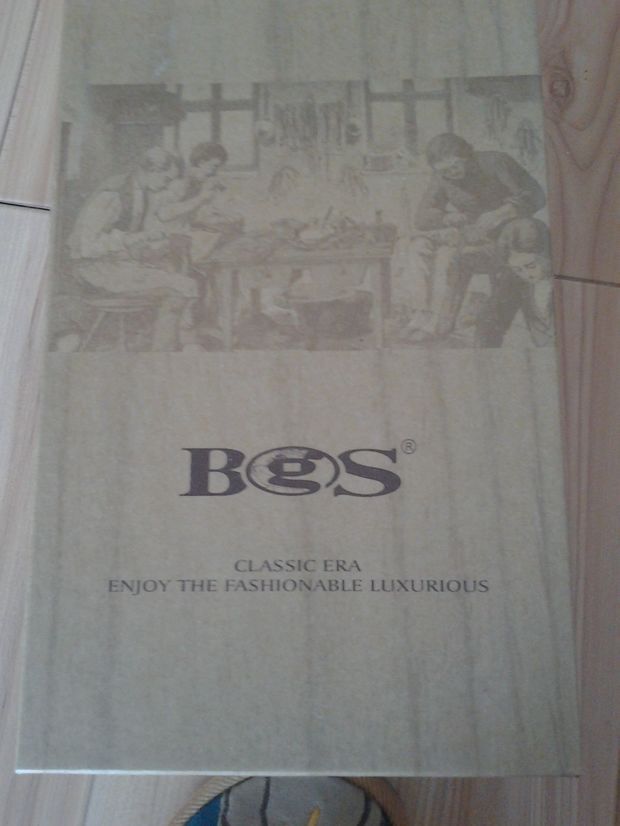 BgS®
CLASSIC ERA
ENJOY THE FASHIONABLE LUXURIOUS